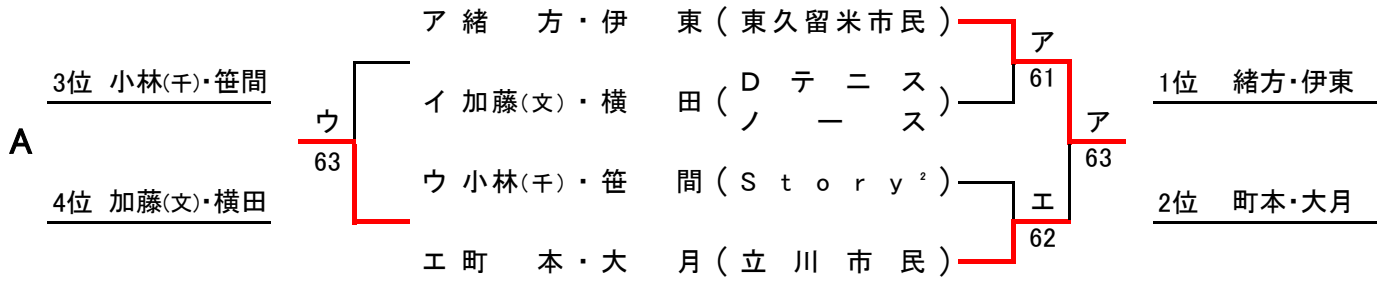 A
3位 小林(千)・笹間
4位 加藤(文)・横田
ウ
63
ア 緒方・伊東(東久留米市民)
イ 加藤(文)・横田(Dテニスノース)
ウ 小林(千)・笹間(Story²)
エ 町本・大月(立川市民)
ア
61
エ
62
ア
63
1位 緒方・伊東
2位 町本・大月